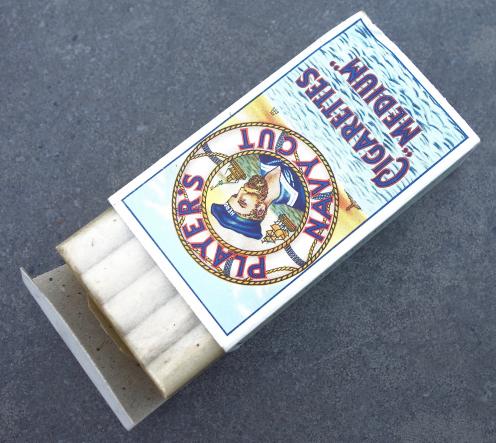 PLAYER'S
NAVY CUT
CIGARETTES
"MEDIUM"